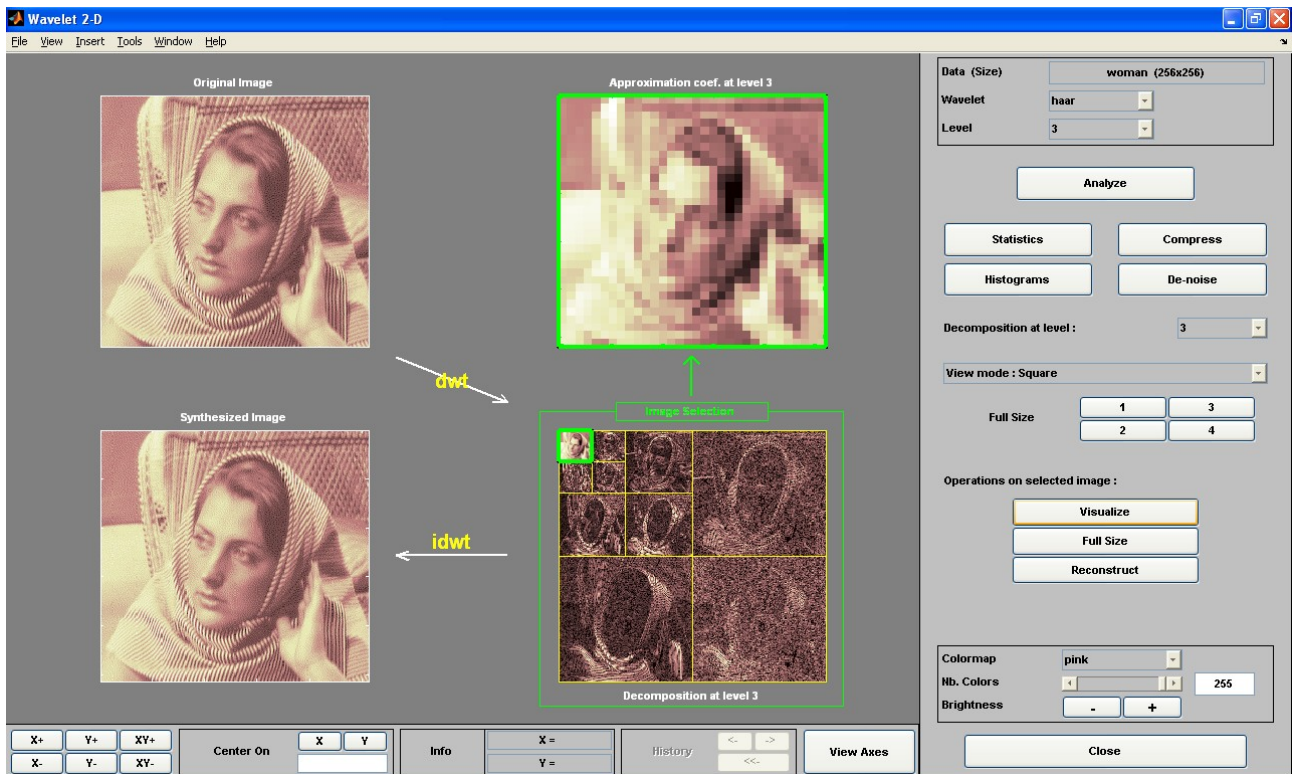 Wavelet 2-D
File View Insert Tools Window Help
Original Image
Approximation coef. at level 3
dwt
Image Selection
Synthesized Image
idwt
Decomposition at level 3
Data (Size) woman (256x256)
Wavelet haar
Level 3
Analyze
Statistics Compress
Histograms De-noise
Decomposition at level : 3
View mode : Square
Full Size 1 3
2 4
Operations on selected image :
Visualize
Full Size
Reconstruct
Colormap pink
Nb. Colors 255
Brightness - +
X+ Y+ XY+
X- Y- XY-
Center On X Y
Info X =
Y =
History <- ->
<<-
View Axes
Close